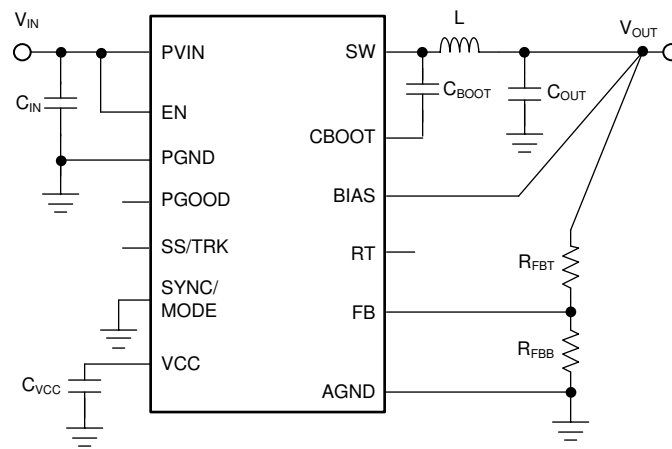 VIN
VOUT
PVIN
SW
L
CIN
CBOOT
COUT
EN
CBOOT
PGND
BIAS
PGOOD
SS/TRK
RT
RFBT
SYNC/
MODE
FB
RFBB
VCC
CVCC
AGND